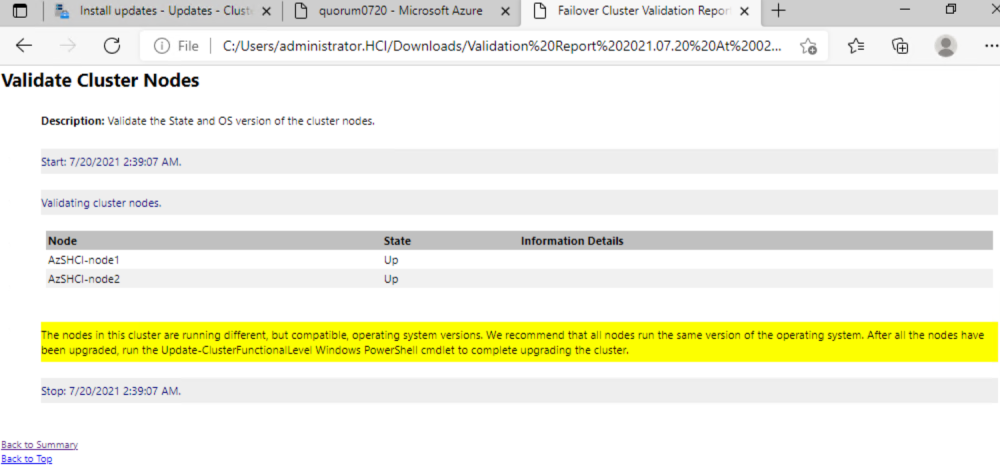 Install updates - Updates - Clust
quorum0720 - Microsoft Azure
Failover Cluster Validation Repor
File
C:/Users/administrator.HCI/Downloads/Validation%20Report%202021.07.20%20At%2002...
Validate Cluster Nodes
Description: Validate the State and OS version of the cluster nodes.
Start: 7/20/2021 2:39:07 AM.
Validating cluster nodes.
Node State Information Details
AzSHCI-node1 Up
AzSHCI-node2 Up
The nodes in this cluster are running different, but compatible, operating system versions. We recommend that all nodes run the same version of the operating system. After all the nodes have
been upgraded, run the Update-ClusterFunctionalLevel Windows PowerShell cmdlet to complete upgrading the cluster.
Stop: 7/20/2021 2:39:07 AM.
Back to Summary
Back to Top